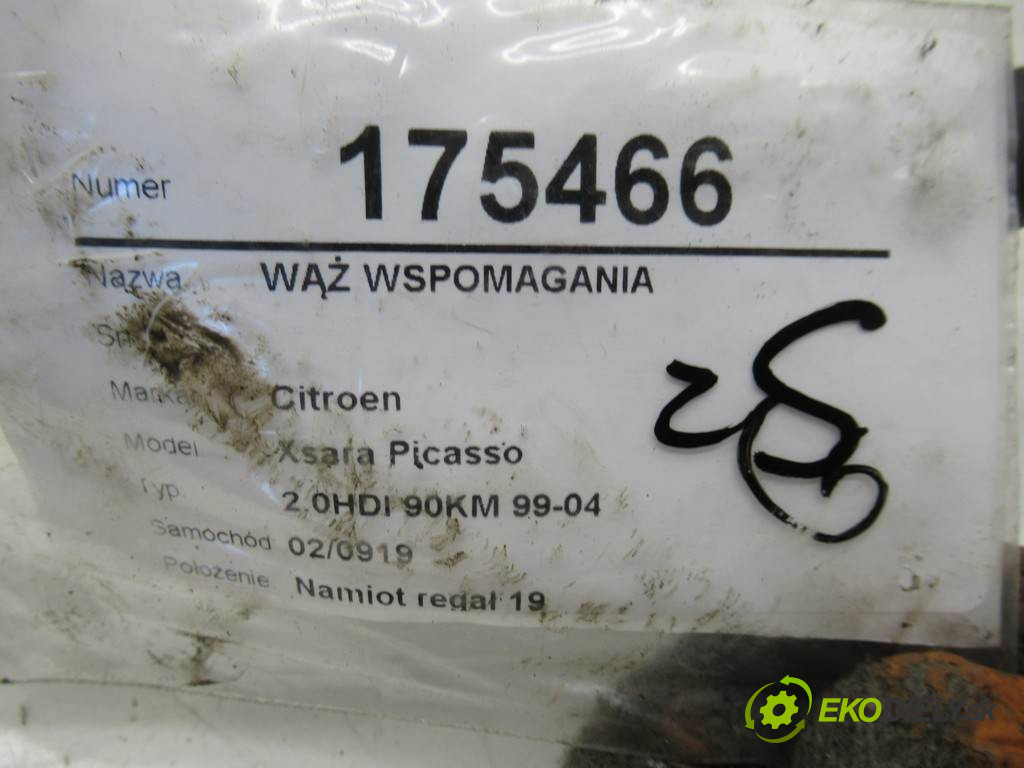 Numer 175466
Nazwa WĄŻ WSPOMAGANIA
Marka Citroen
Model Xsara Picasso
Typ 2.0HDI 90KM 99-04
Samochód 02/0919
Położenie Namiot regał 19
EKO